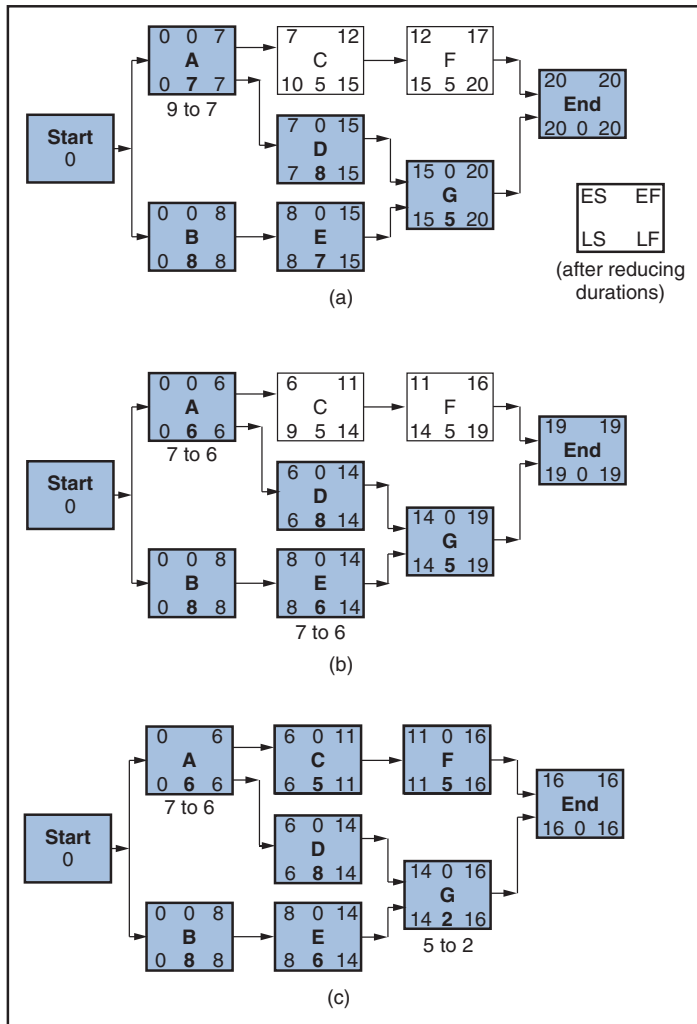 0 0 7
A
0 7 7
9 to 7
7 12
C
10 5 15
12 17
F
15 5 20
20 20
End
20 0 20
Start
0
7 0 15
D
7 8 15
15 0 20
G
15 5 20
ES EF
LS LF
(after reducing
durations)
0 0 8
B
0 8 8
8 0 15
E
8 7 15
(a)
0 0 6
A
0 6 6
7 to 6
6 11
C
9 5 14
11 16
F
14 5 19
19 19
End
19 0 19
Start
0
6 0 14
D
6 8 14
14 0 19
G
14 5 19
0 0 8
B
0 8 8
8 0 14
E
8 6 14
7 to 6
(b)
0 6
A
0 6 6
7 to 6
6 0 11
C
6 5 11
11 0 16
F
11 5 16
16 16
End
16 0 16
Start
0
6 0 14
D
6 8 14
14 0 16
G
14 2 16
5 to 2
0 0 8
B
0 8 8
8 0 14
E
8 6 14
(c)